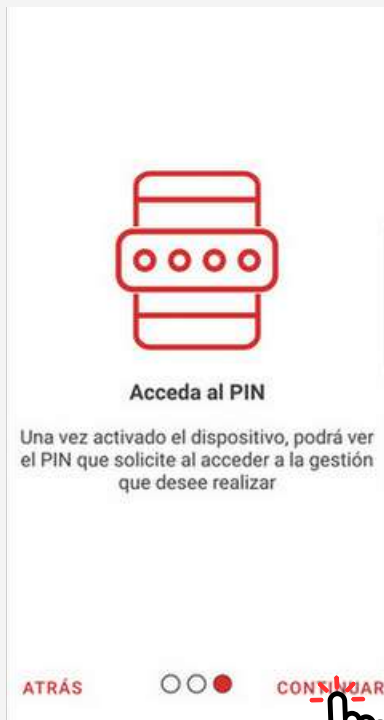 Acceda al PIN
Una vez activado el dispositivo, podrá ver
el PIN que solicite al acceder a la gestión
que desee realizar
ATRÁS
CONTINUAR